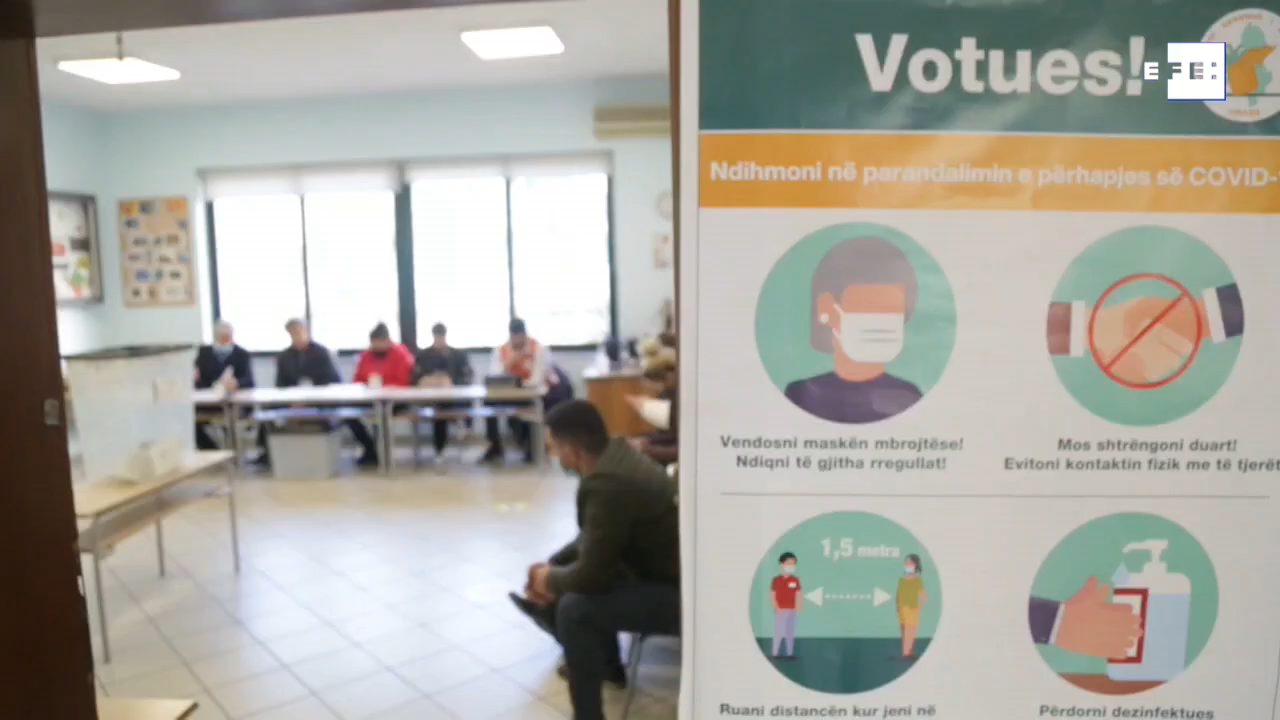 Votues!
EFE:
Ndihmoni në parandalimin e përhapjes së COVID-
Vendosni maskën mbrojtëse!
Ndiqni të gjitha rregullat!
Mos shtrëngoni duart!
Evitoni kontaktin fizik me të tjerët
1,5 metra
Ruani distancën kur jeni në
Përdorni dezinfektues